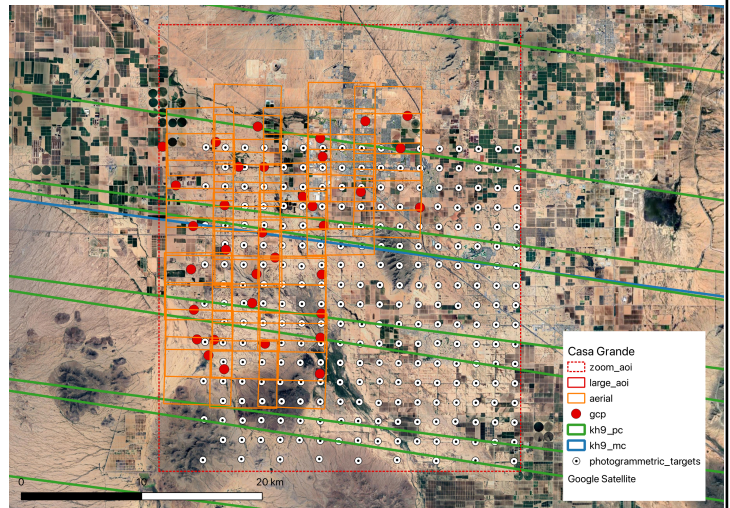 Casa Grande
zoom_aoi
large_aoi
aerial
gcp
kh9_pc
kh9_mc
photogrammetric_targets
Google Satellite
0
10
20 km